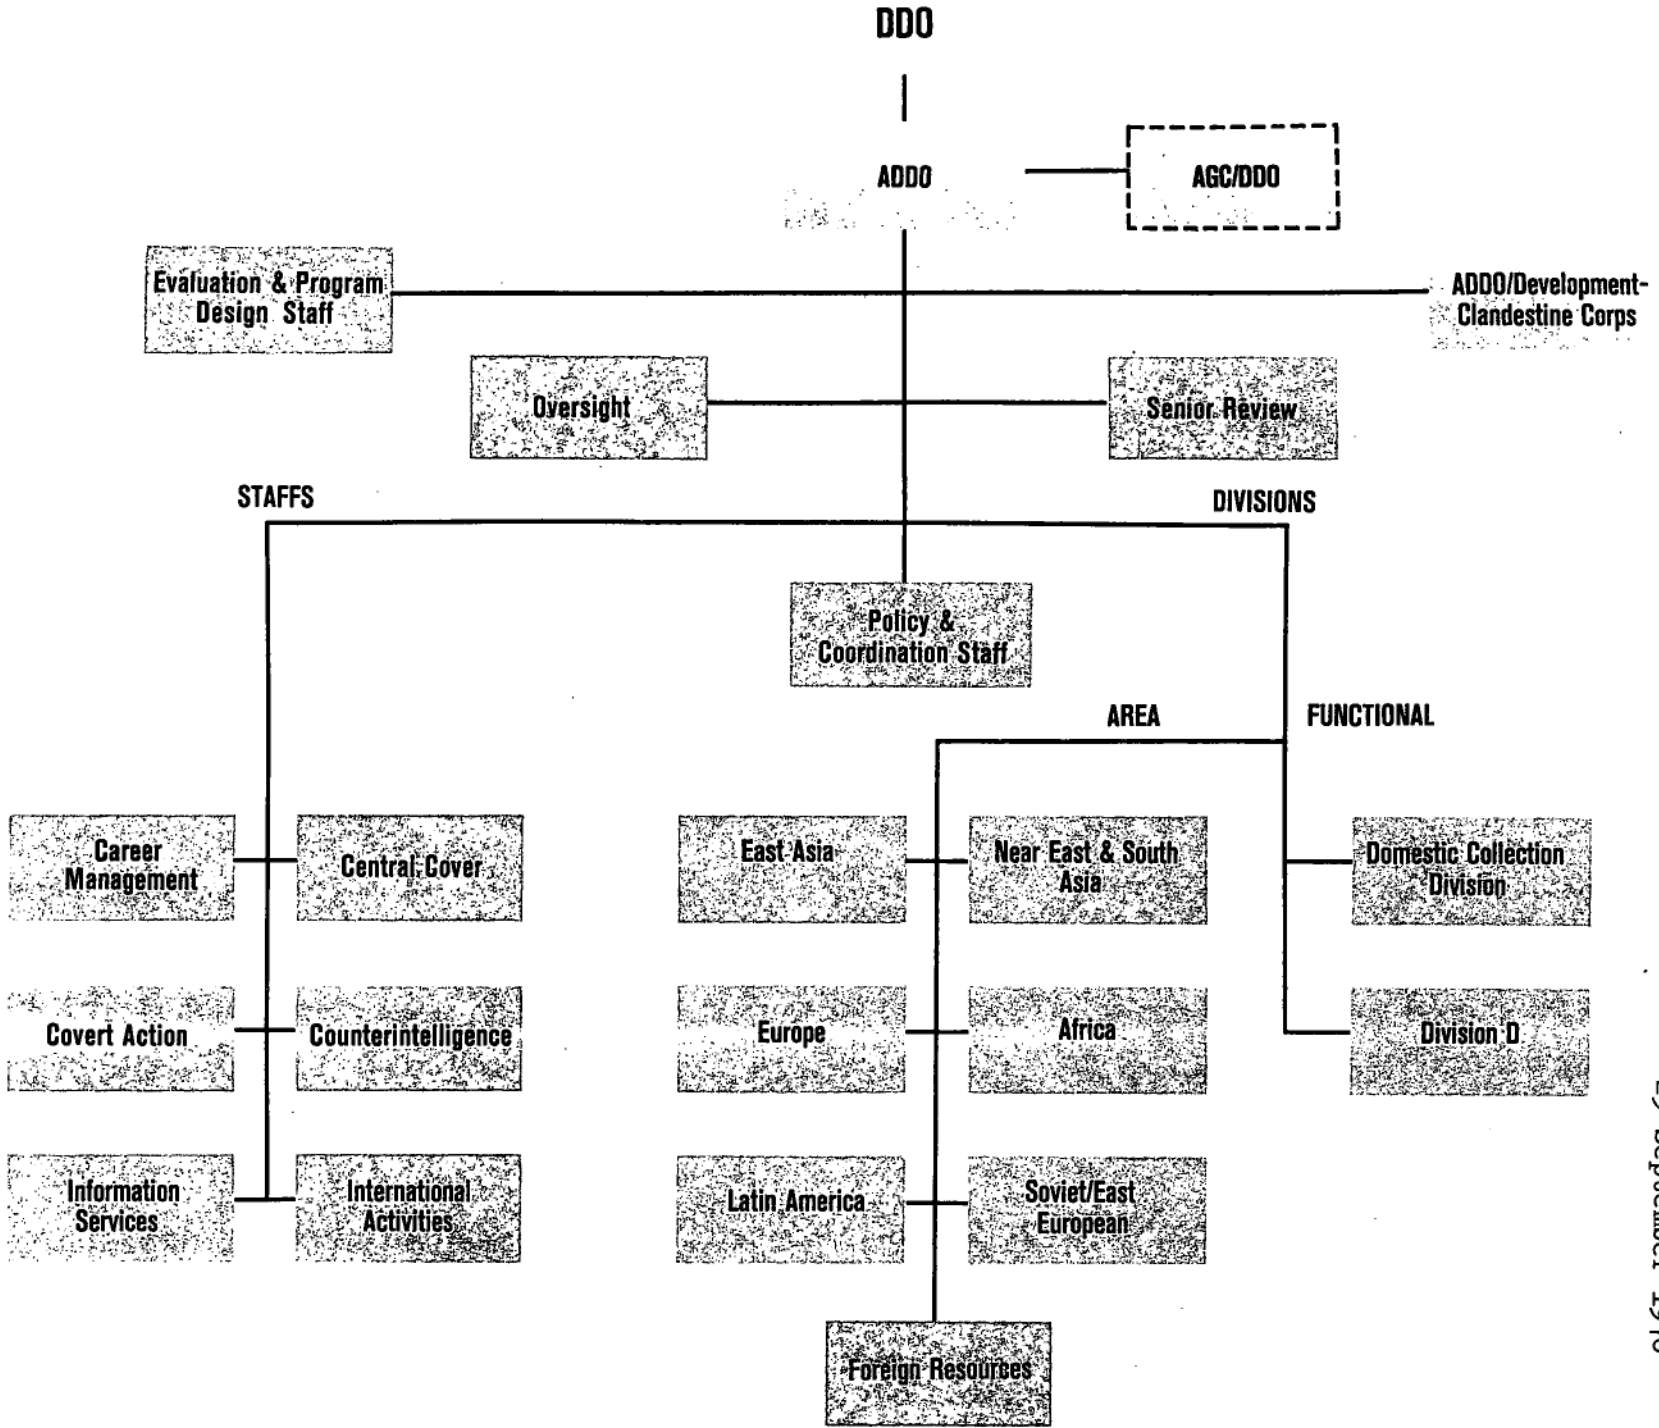 DDO
ADDO
AGC/DDO
Evaluation & Program
Design Staff
ADDO/Development-
Clandestine Corps
Oversight
Senior Review
STAFFS
DIVISIONS
Policy &
Coordination Staff
AREA
FUNCTIONAL
Career
Management
Central Cover
East Asia
Near East & South
Asia
Domestic Collection
Division
Covert Action
Counterintelligence
Europe
Africa
Division D
Information
Services
International
Activities
Latin America
Soviet/East
European
Foreign Resources
September